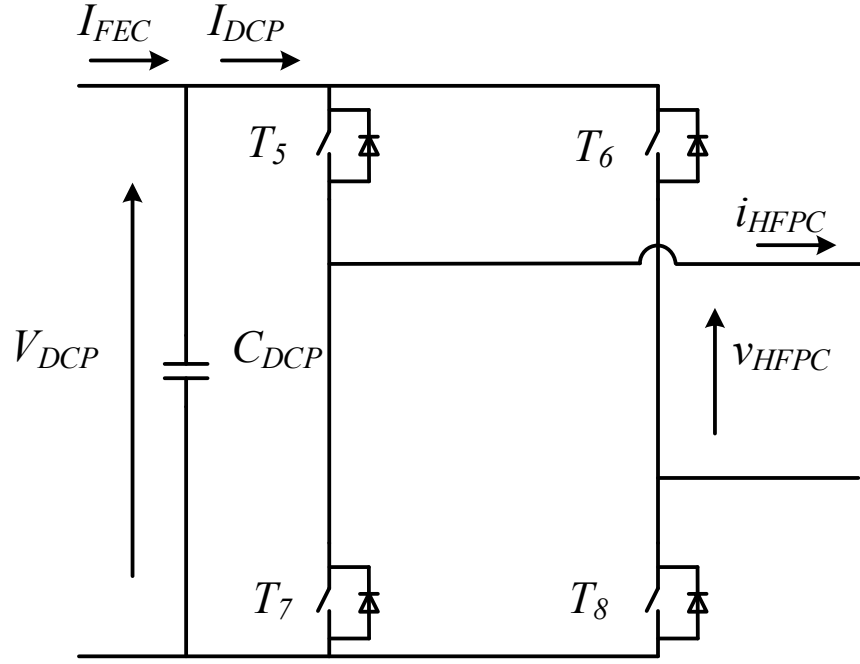 I_FEC I_DCP
T_5 T_6
i_HFPC
V_DCP C_DCP v_HFPC
T_7 T_8